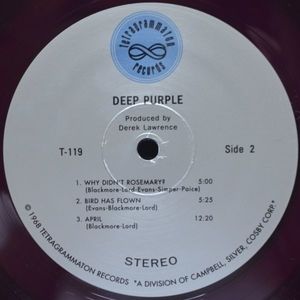 tetragrammaton
records
DEEP PURPLE
Produced by
Derek Lawrence
T-119
Side 2
1. WHY DIDN'T ROSEMARY? 5:00
(Blackmore-Lord-Evans-Simper-Paice)
2. BIRD HAS FLOWN 5:25
(Evans-Blackmore-Lord)
3. APRIL 12:20
(Blackmore-Lord)
STEREO
© 1968 TETRAGRAMMATON RECORDS "A DIVISION OF CAMPBELL, SILVER, COSBY CORP."